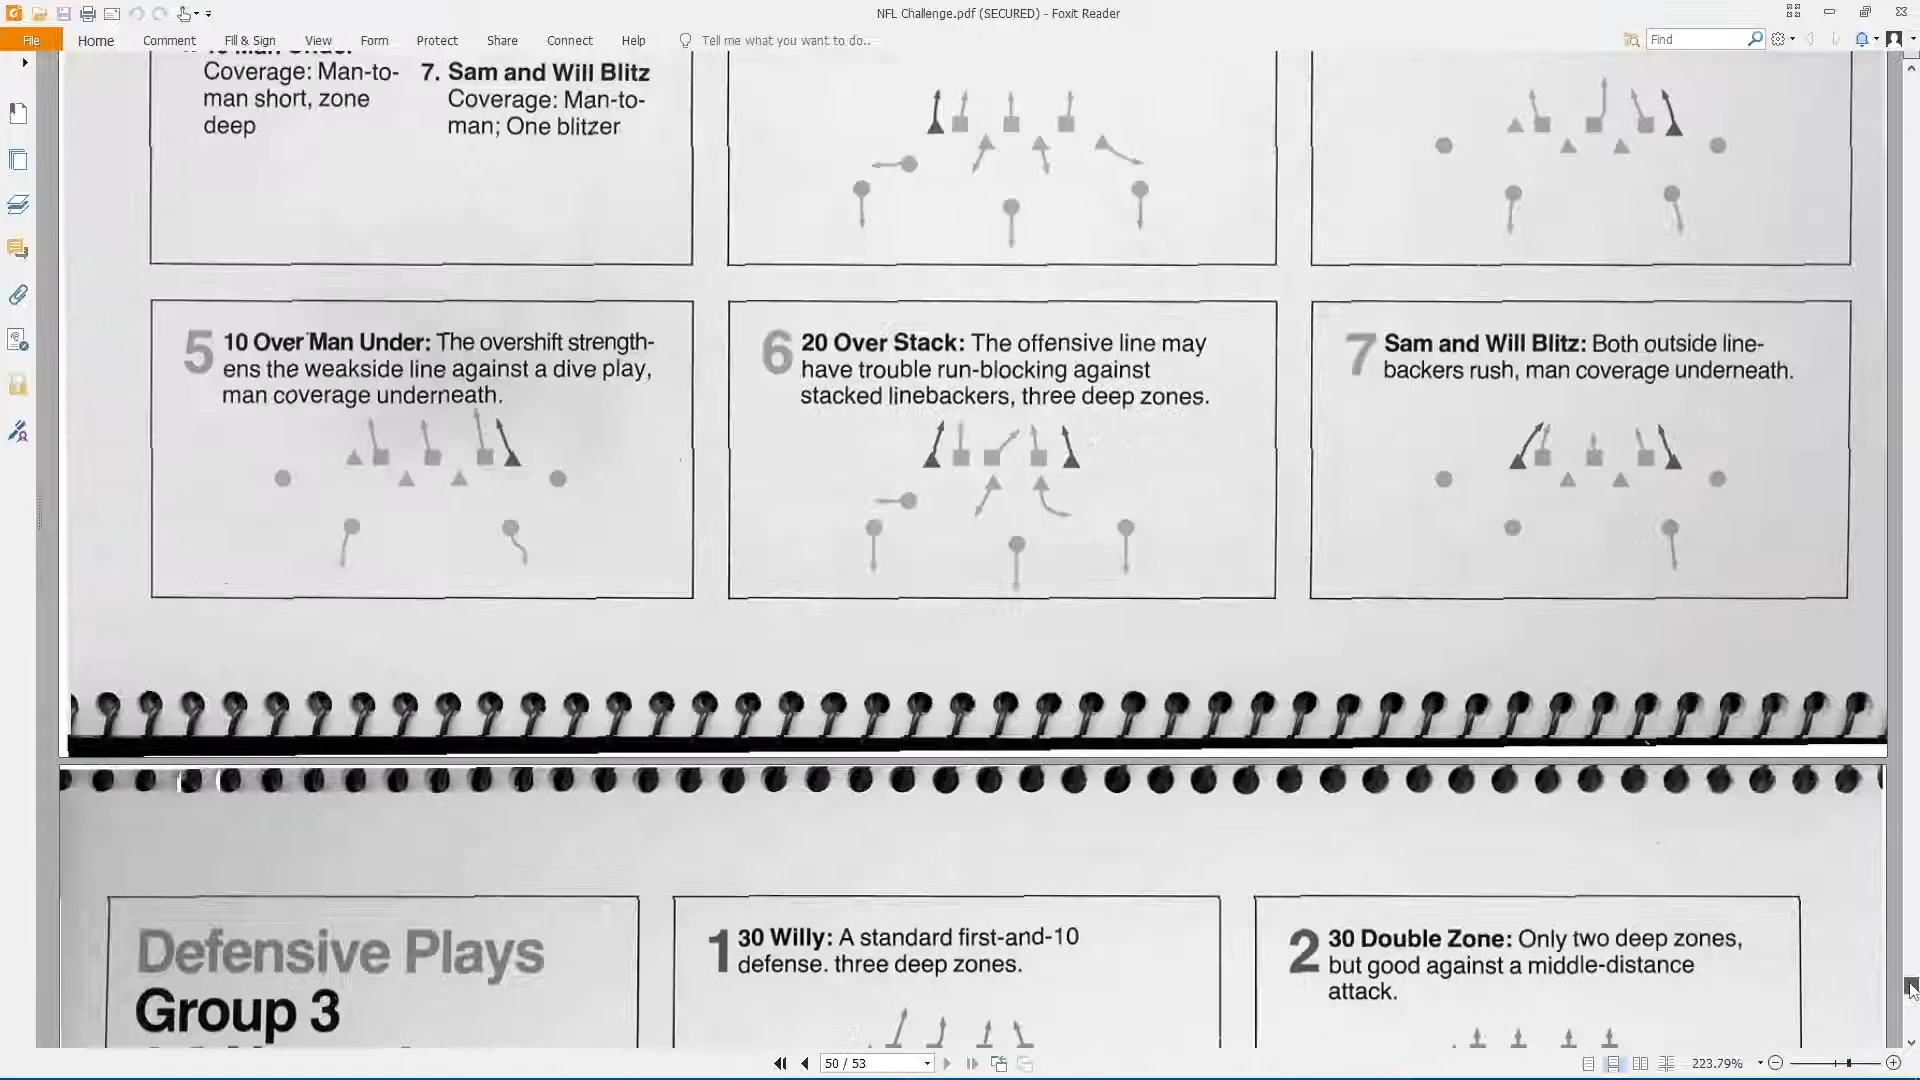 NFL Challenge.pdf (SECURED) - Foxit Reader
File
Home
Comment
Fill & Sign
View
Form
Protect
Share
Connect
Help
Tell me what you want to do..
Find
Coverage: Man-to-
man short, zone
deep
7. Sam and Will Blitz
Coverage: Man-to-
man; One blitzer
5 10 Over Man Under: The overshift strength-
ens the weakside line against a dive play,
man coverage underneath.
6 20 Over Stack: The offensive line may
have trouble run-blocking against
stacked linebackers, three deep zones.
7 Sam and Will Blitz: Both outside line-
backers rush, man coverage underneath.
Defensive Plays
Group 3
1 30 Willy: A standard first-and-10
defense. three deep zones.
2 30 Double Zone: Only two deep zones,
but good against a middle-distance
attack.
50 / 53
223.79%